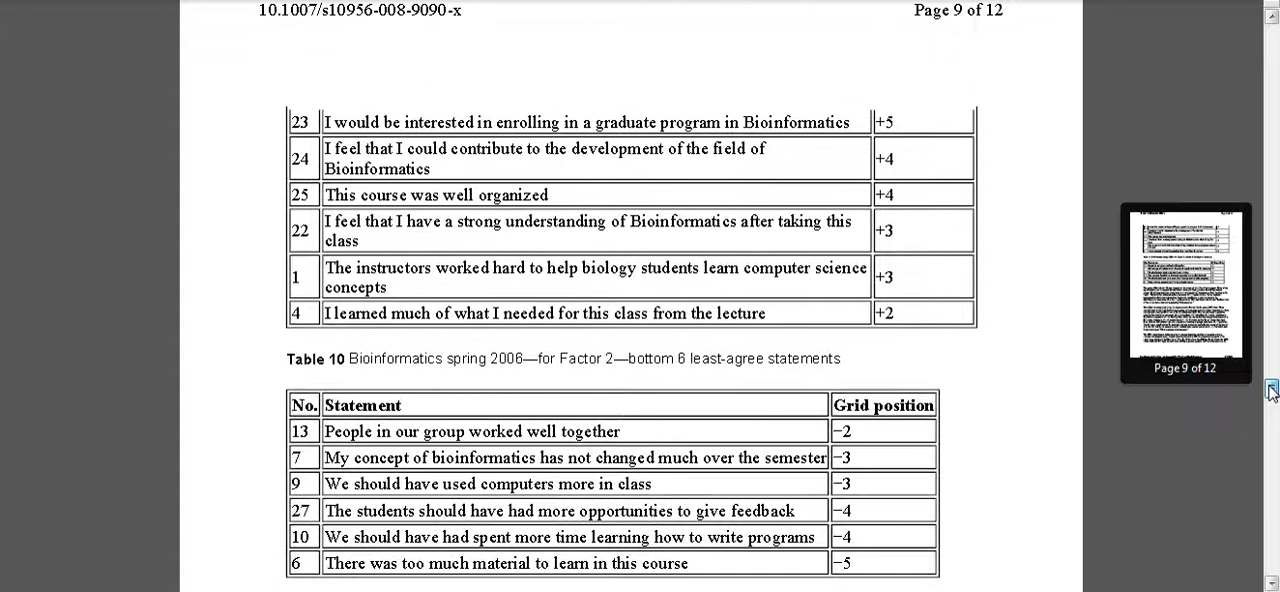 10.1007/s10956-008-9090-x Page 9 of 12
23 I would be interested in enrolling in a graduate program in Bioinformatics +5
24 I feel that I could contribute to the development of the field of
Bioinformatics +4
25 This course was well organized +4
22 I feel that I have a strong understanding of Bioinformatics after taking this
class +3
1 The instructors worked hard to help biology students learn computer science
concepts +3
4 I learned much of what I needed for this class from the lecture +2
Table 10 Bioinformatics spring 2006—for Factor 2—bottom 6 least-agree statements
No. Statement Grid position
13 People in our group worked well together −2
7 My concept of bioinformatics has not changed much over the semester −3
9 We should have used computers more in class −3
27 The students should have had more opportunities to give feedback −4
10 We should have had spent more time learning how to write programs −4
6 There was too much material to learn in this course −5
Page 9 of 12